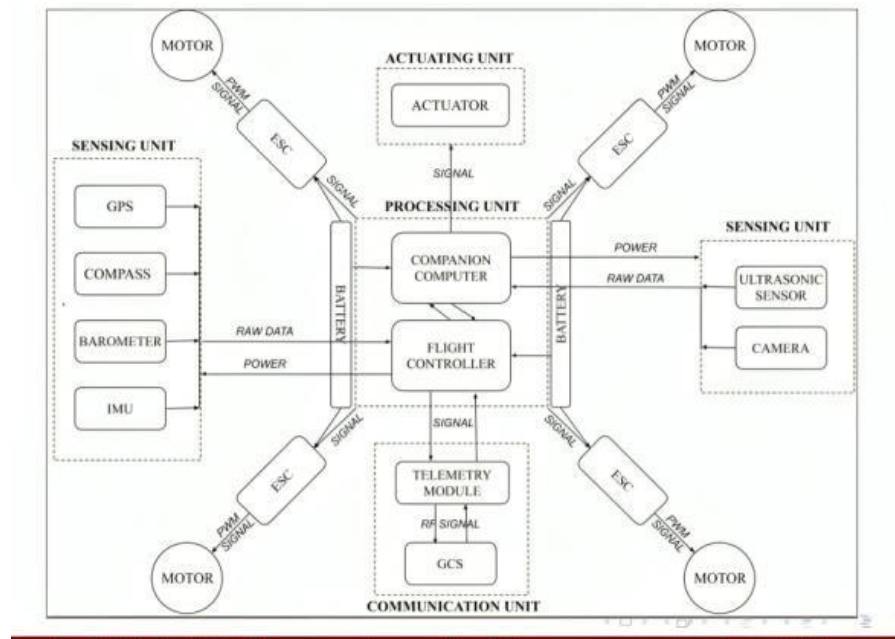 MOTOR
MOTOR
ACTUATING UNIT
ACTUATOR
PWM
SIGNAL
PWM
SIGNAL
ESC
ESC
SENSING UNIT
SIGNAL
SIGNAL
SIGNAL
GPS
PROCESSING UNIT
SENSING UNIT
COMPANION
COMPUTER
POWER
COMPASS
RAW DATA
ULTRASONIC
SENSOR
BATTERY
BATTERY
BAROMETER
RAW DATA
FLIGHT
CONTROLLER
CAMERA
POWER
IMU
SIGNAL
SIGNAL
SIGNAL
TELEMETRY
MODULE
ESC
ESC
RF SIGNAL
PWM
SIGNAL
PWM
SIGNAL
GCS
MOTOR
MOTOR
COMMUNICATION UNIT